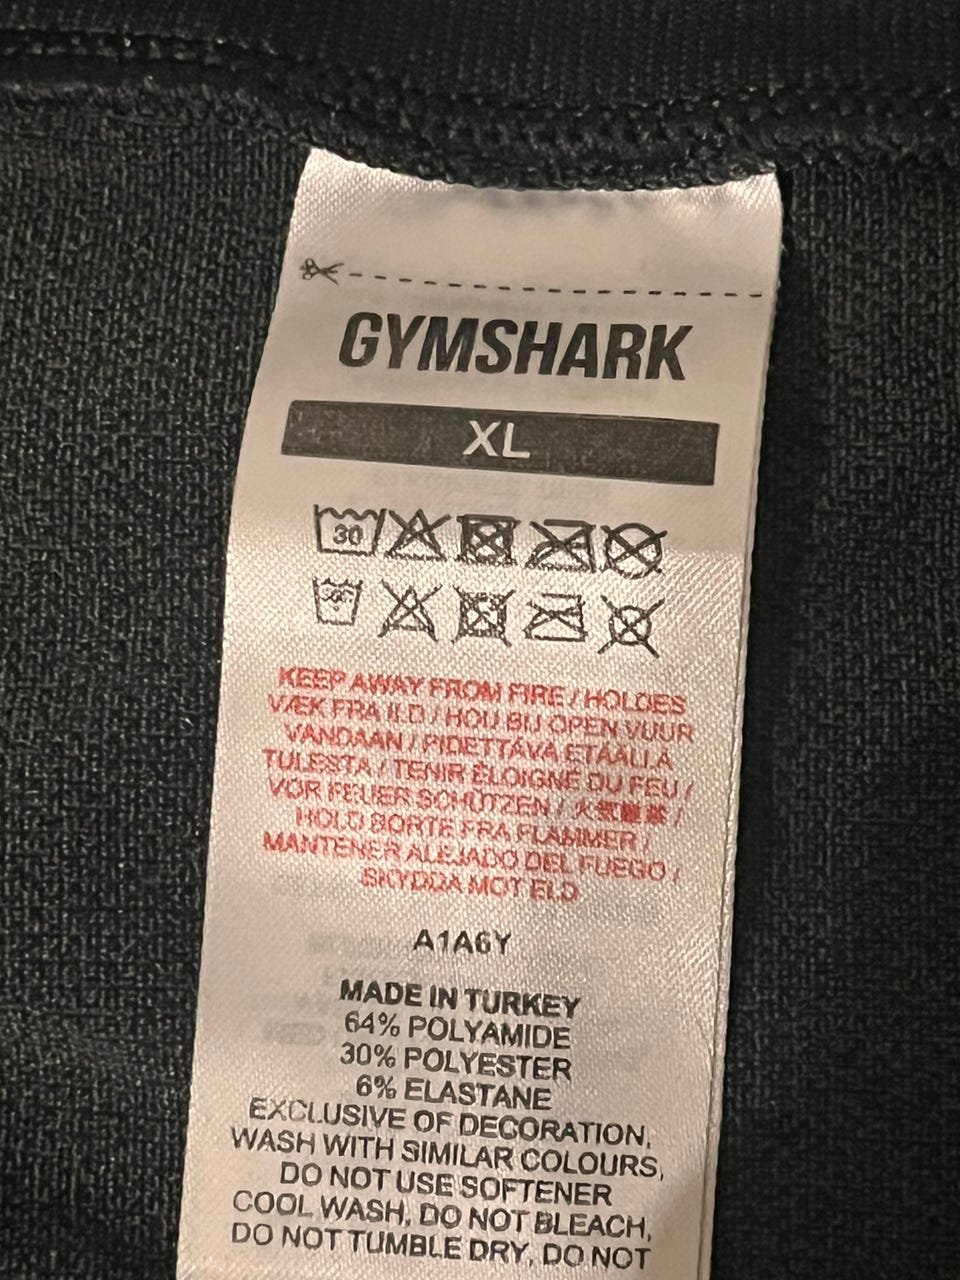 GYMSHARK
XL
30
30
KEEP AWAY FROM FIRE / HOLDES
VÆK FRA ILD / HOU BIJ OPEN VUUR
VANDAAN / PIDETTÄVÄ ETÄÄLLÄ
TULESTA / TENIR ÉLOIGNÉ DU FEU /
VOR FEUER SCHÜTZEN / 火気厳禁 /
HOLD BORTE FRA FLAMMER /
MANTENER ALEJADO DEL FUEGO /
SKYDDA MOT ELD
A1A6Y
MADE IN TURKEY
64% POLYAMIDE
30% POLYESTER
6% ELASTANE
EXCLUSIVE OF DECORATION,
WASH WITH SIMILAR COLOURS,
DO NOT USE SOFTENER
COOL WASH, DO NOT BLEACH,
DO NOT TUMBLE DRY, DO NOT